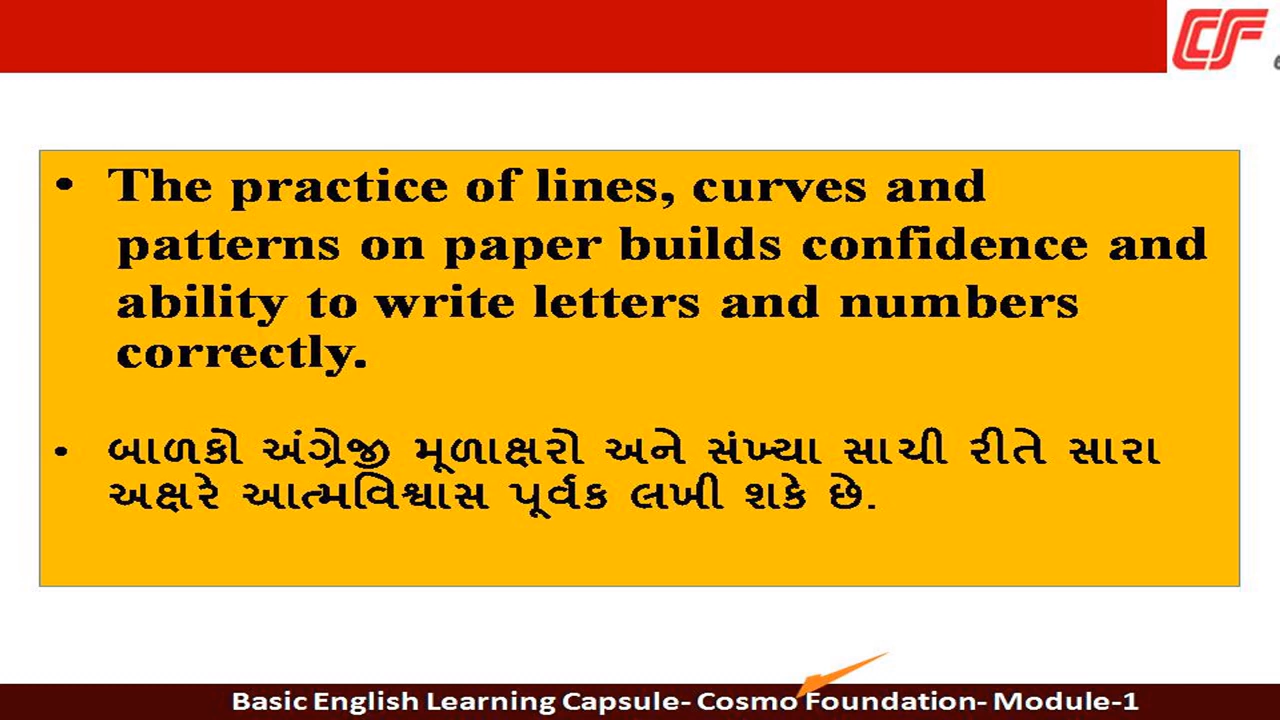 CF
• The practice of lines, curves and
patterns on paper builds confidence and
ability to write letters and numbers
correctly.
• બાળકો અંગ્રેજી મૂળાક્ષરો અને સંખ્યા સાચી રીતે સારા
અક્ષરે આત્મવિશ્વાસ પૂર્વક લખી શકે છે.
Basic English Learning Capsule- Cosmo Foundation- Module-1